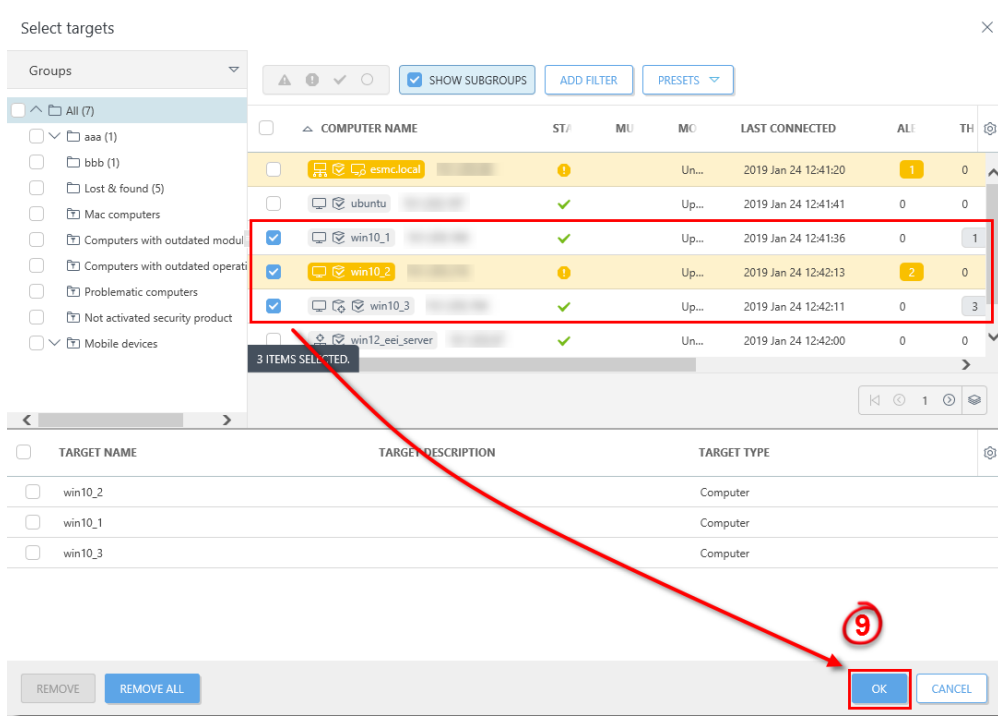 Select targets
Groups
SHOW SUBGROUPS ADD FILTER PRESETS
All (7)
aaa (1)
bbb (1)
Lost & found (5)
Mac computers
Computers with outdated modul
Computers with outdated operati
Problematic computers
Not activated security product
Mobile devices
COMPUTER NAME STA MU MO LAST CONNECTED ALE TH
esmc.local Un... 2019 Jan 24 12:41:20 1 0
ubuntu Up... 2019 Jan 24 12:41:41 0 0
win10_1 Up... 2019 Jan 24 12:41:36 0 1
win10_2 Up... 2019 Jan 24 12:42:13 2 0
win10_3 Up... 2019 Jan 24 12:42:11 0 3
win12_eei_server Un... 2019 Jan 24 12:42:00 0 0
3 ITEMS SELECTED.
1
TARGET NAME TARGET DESCRIPTION TARGET TYPE
win10_2 Computer
win10_1 Computer
win10_3 Computer
9
REMOVE REMOVE ALL OK CANCEL